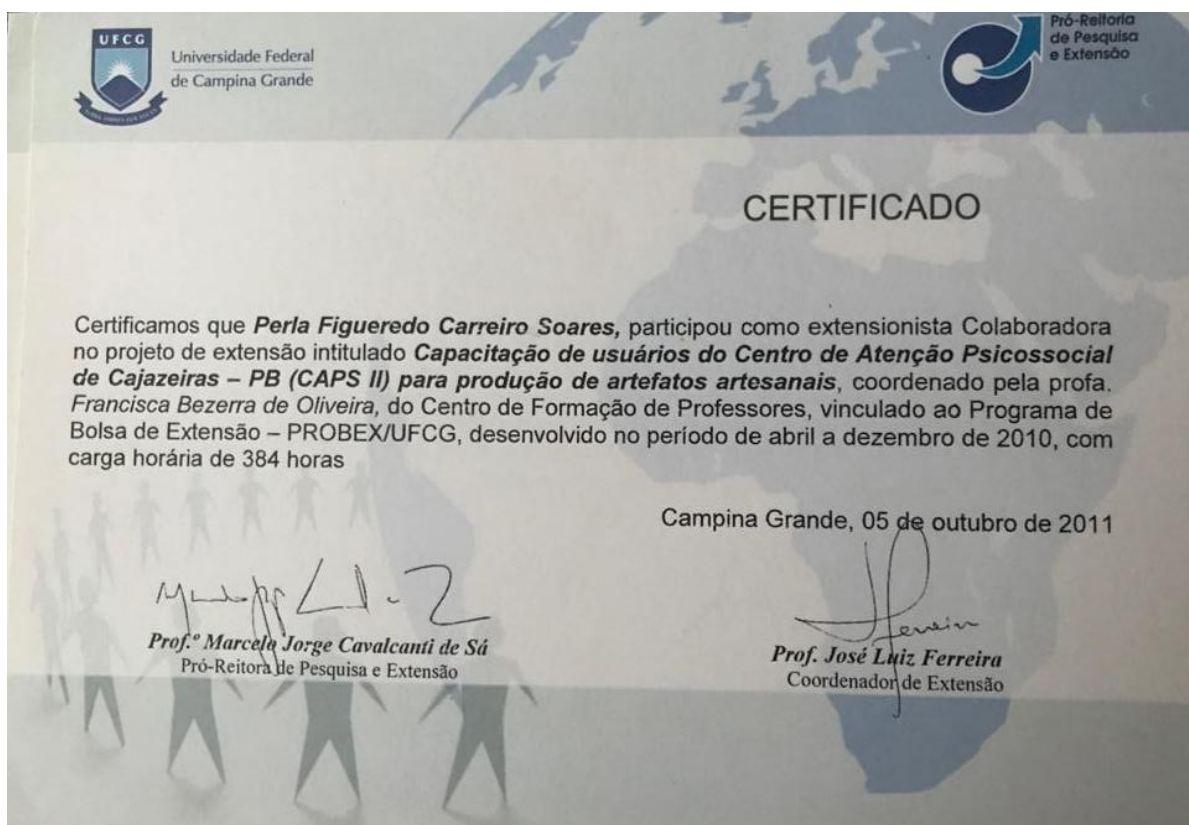 UFCG
Universidade Federal
de Campina Grande
Pró-Reitoria
de Pesquisa
e Extensão
CERTIFICADO
Certificamos que Perla Figueredo Carreiro Soares, participou como extensionista Colaboradora
no projeto de extensão intitulado Capacitação de usuários do Centro de Atenção Psicossocial
de Cajazeiras – PB (CAPS II) para produção de artefatos artesanais, coordenado pela profa.
Francisca Bezerra de Oliveira, do Centro de Formação de Professores, vinculado ao Programa de
Bolsa de Extensão – PROBEX/UFCG, desenvolvido no período de abril a dezembro de 2010, com
carga horária de 384 horas
Campina Grande, 05 de outubro de 2011
Prof.º Marcelo Jorge Cavalcanti de Sá
Pró-Reitora de Pesquisa e Extensão
Prof. José Luiz Ferreira
Coordenador de Extensão